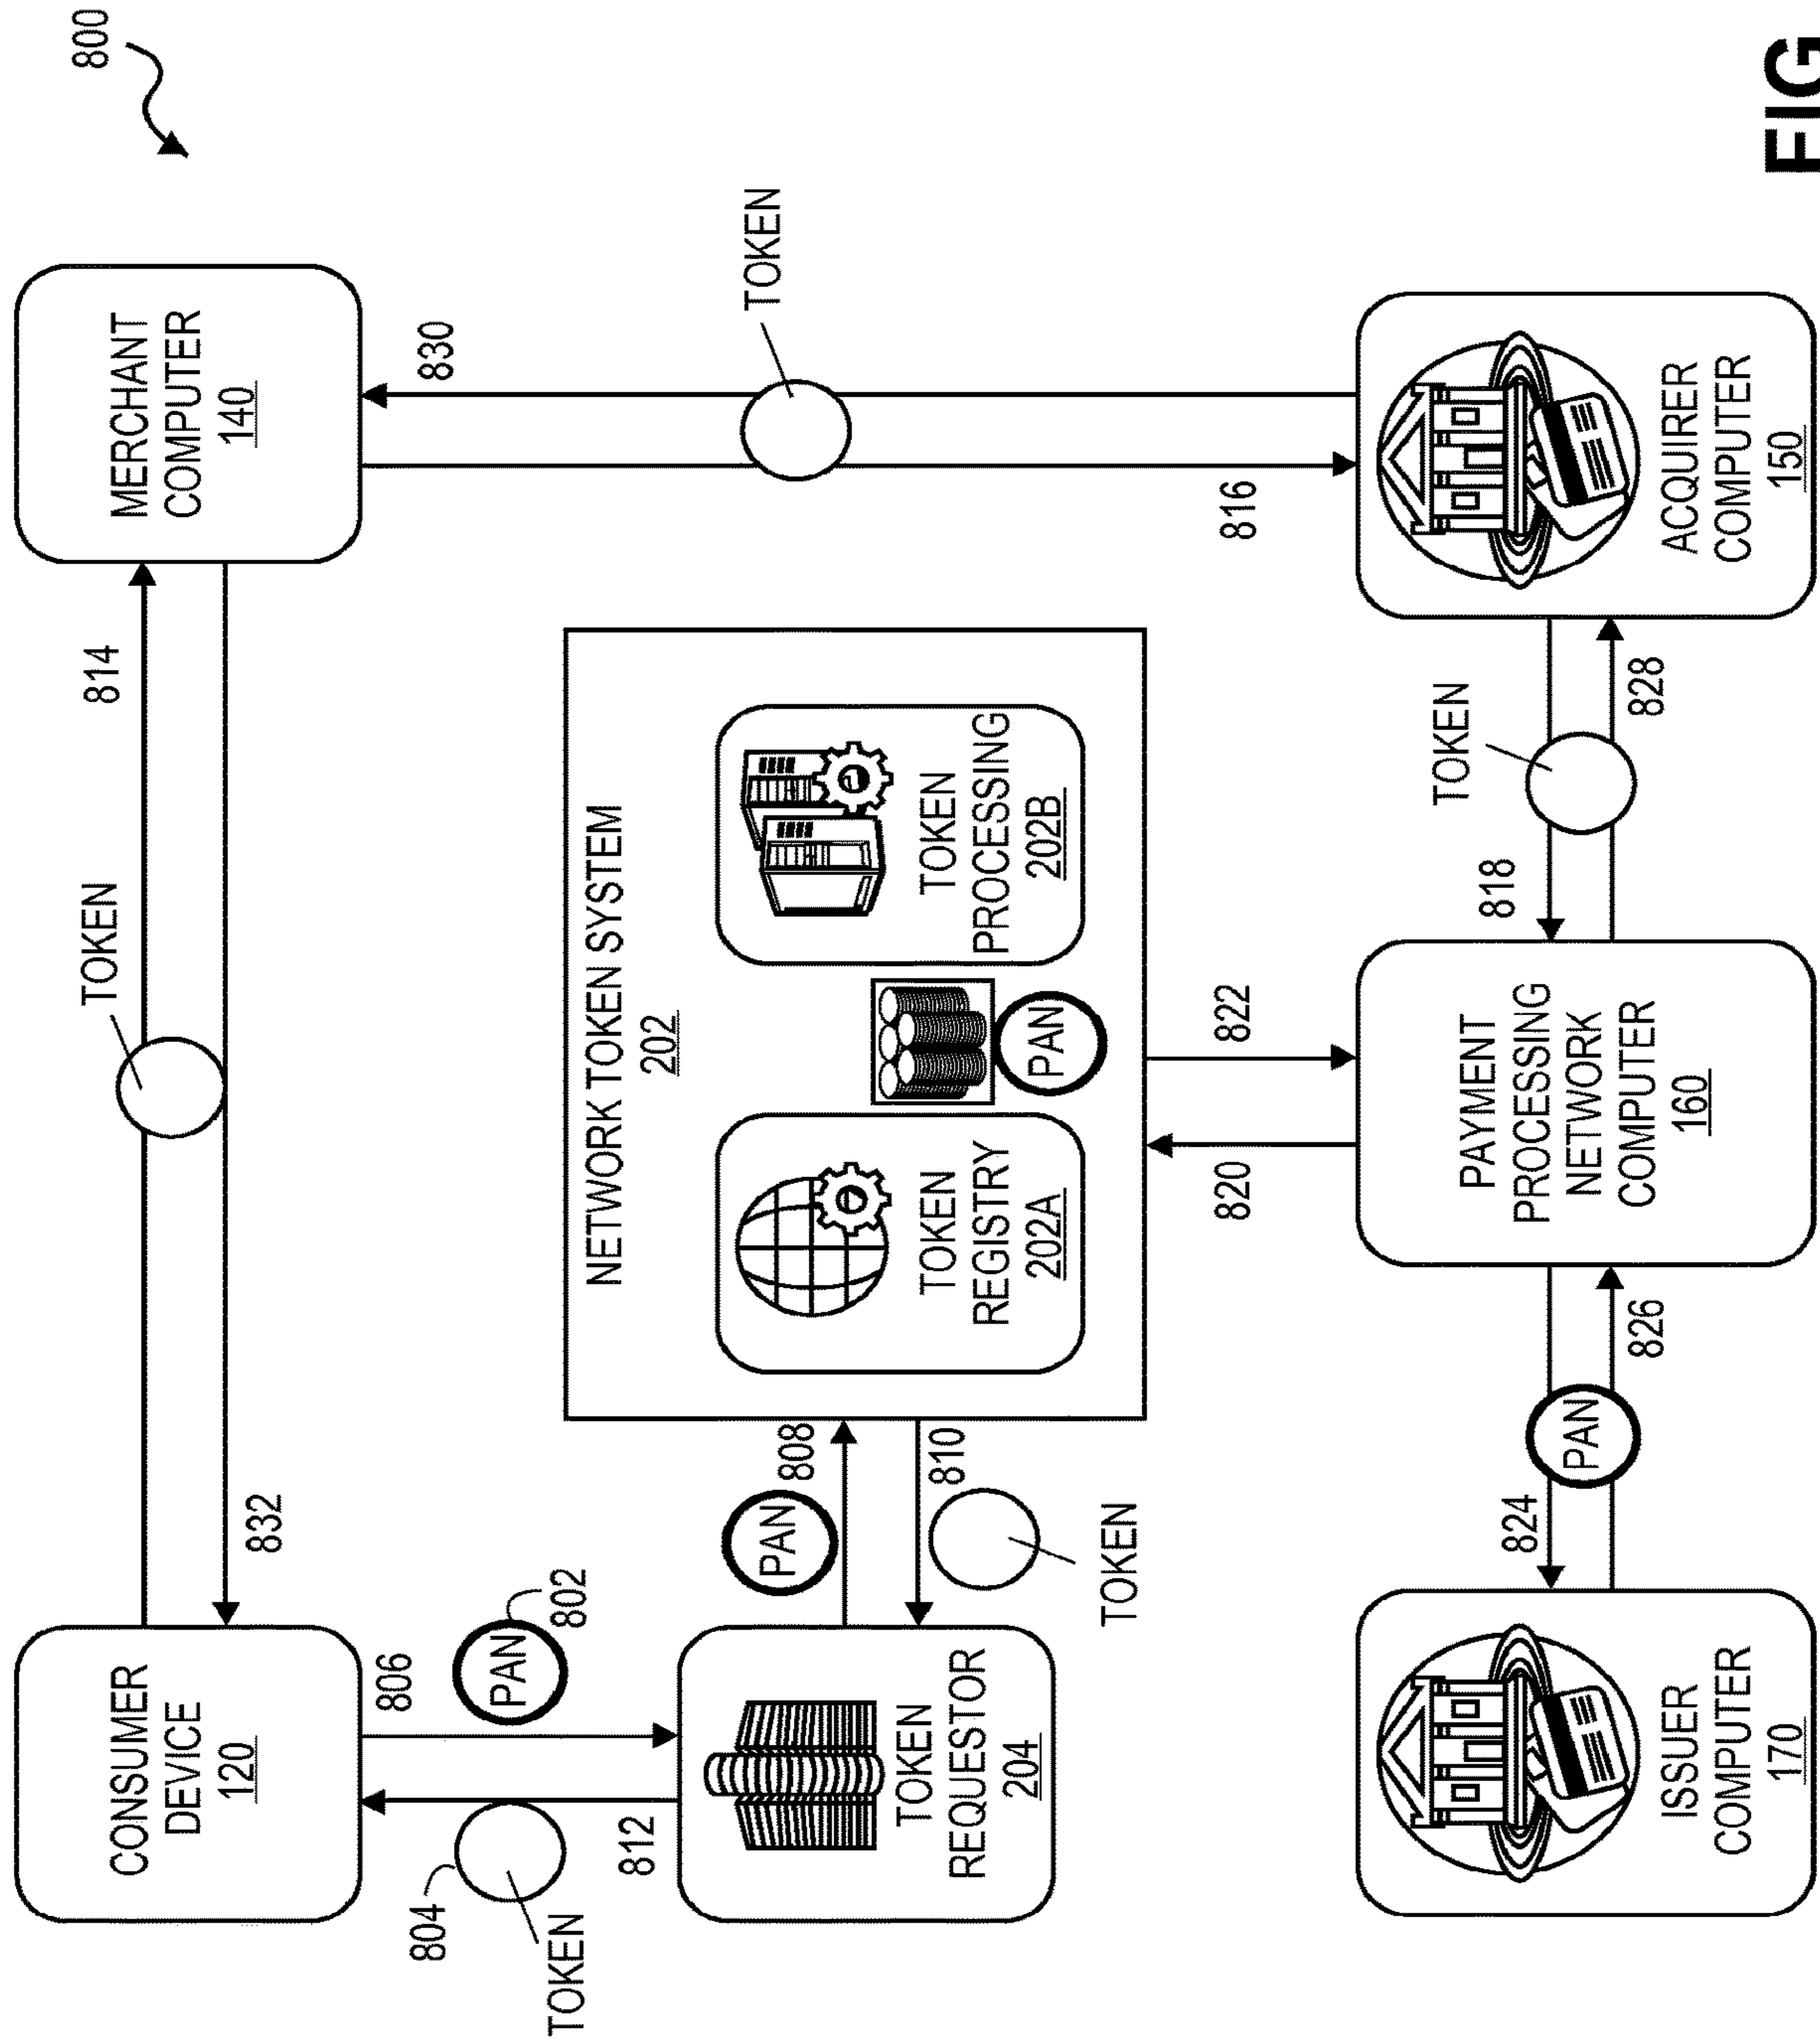 800
CONSUMER
DEVICE
120
TOKEN
814
832
MERCHANT
COMPUTER
140
804
TOKEN
812
806
PAN
802
TOKEN
REQUESTOR
204
PAN
808
810
TOKEN
NETWORK TOKEN SYSTEM
202
TOKEN
REGISTRY
202A
PAN
TOKEN
PROCESSING
202B
830
TOKEN
816
820
822
ISSUER
COMPUTER
170
824
PAN
826
PAYMENT
PROCESSING
NETWORK
COMPUTER
160
818
TOKEN
828
ACQUIRER
COMPUTER
150
FIG